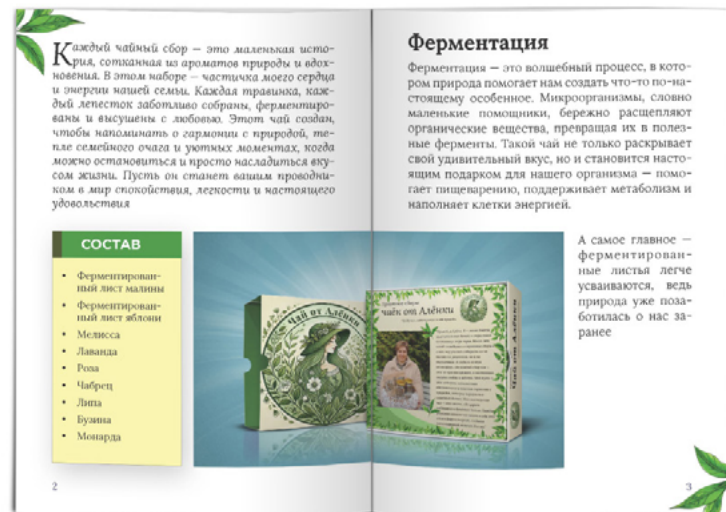 Каждый чайный сбор — это маленькая исто-
рия, сотканная из ароматов природы и вдох-
новения. В этом наборе — частичка моего сердца
и энергии нашей семьи. Каждая травинка, каж-
дый лепесток заботливо собраны, ферментиро-
ваны и высушены с любовью. Этот чай создан,
чтобы напоминать о гармонии с природой, те-
пле семейного очага и уютных моментах, когда
можно остановиться и просто насладиться вку-
сом жизни. Пусть он станет вашим проводни-
ком в мир спокойствия, легкости и настоящего
удовольствия
СОСТАВ
• Ферментирован-
ный лист малины
• Ферментирован-
ный лист яблони
• Мелисса
• Лаванда
• Роза
• Чабрец
• Липа
• Бузина
• Монарда
2
Ферментация
Ферментация — это волшебный процесс, в кото-
ром природа помогает нам создать что-то по-на-
стоящему особенное. Микроорганизмы, словно
маленькие помощники, бережно расщепляют
органические вещества, превращая их в полез-
ные ферменты. Такой чай не только раскрывает
свой удивительный вкус, но и становится насто-
ящим подарком для нашего организма — помо-
гает пищеварению, поддерживает метаболизм и
наполняет клетки энергией.
Чай от Алёнки
чаёк от Алёнки
Чай от Алёнки
А самое главное —
ферментирован-
ные листья легче
усваиваются, ведь
природа уже поза-
ботилась о нас за-
ранее
3